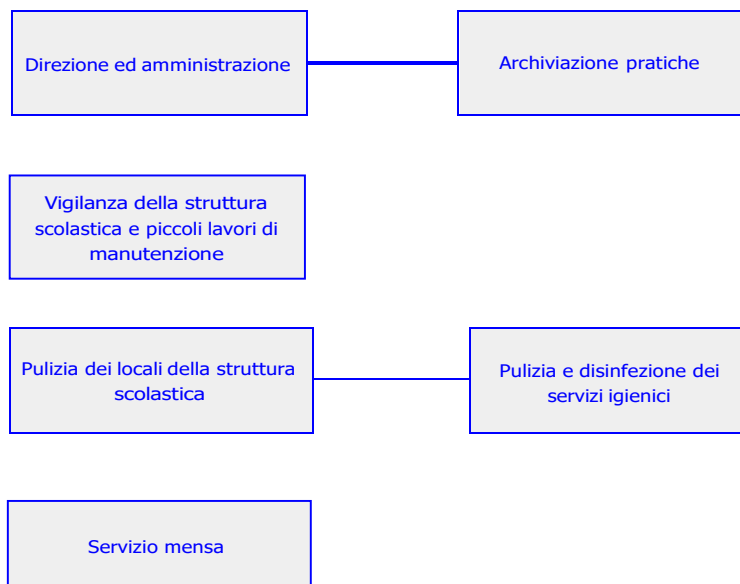 Direzione ed amministrazione
Archiviazione pratiche
Vigilanza della struttura
scolastica e piccoli lavori di
manutenzione
Pulizia dei locali della struttura
scolastica
Pulizia e disinfezione dei
servizi igienici
Servizio mensa